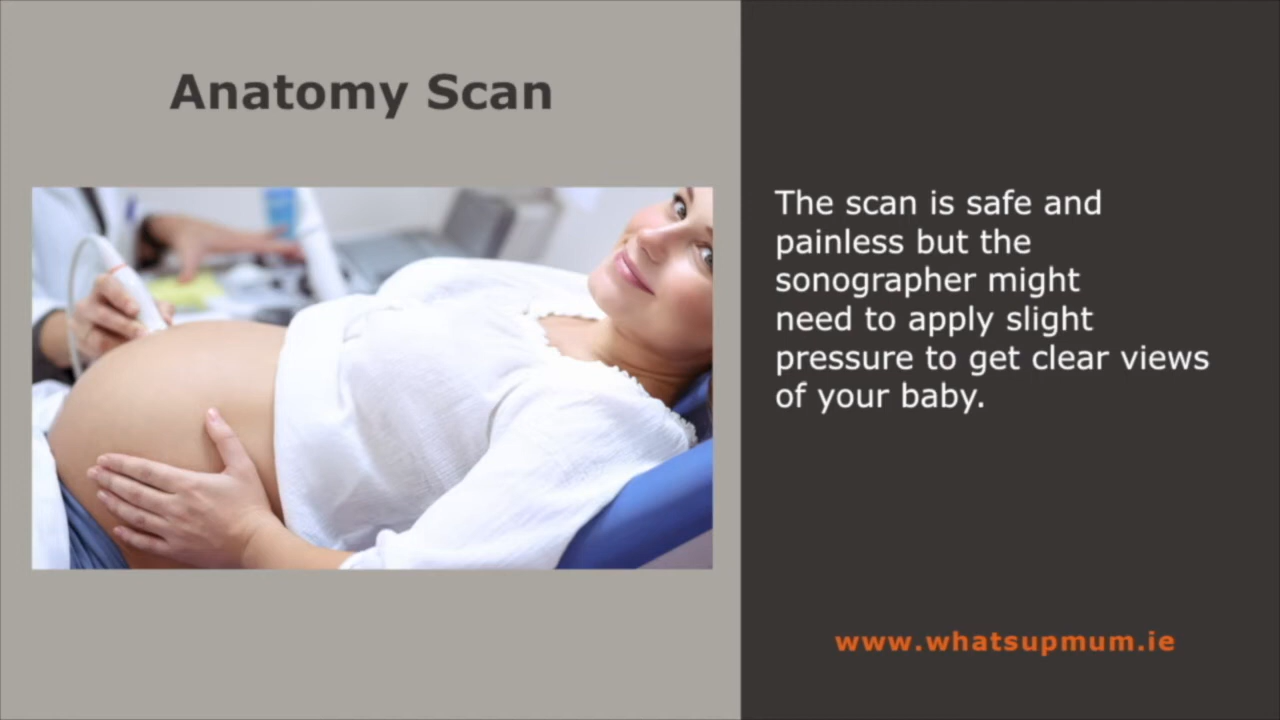 Anatomy Scan
The scan is safe and
painless but the
sonographer might
need to apply slight
pressure to get clear views
of your baby.
www.whatsupmum.ie